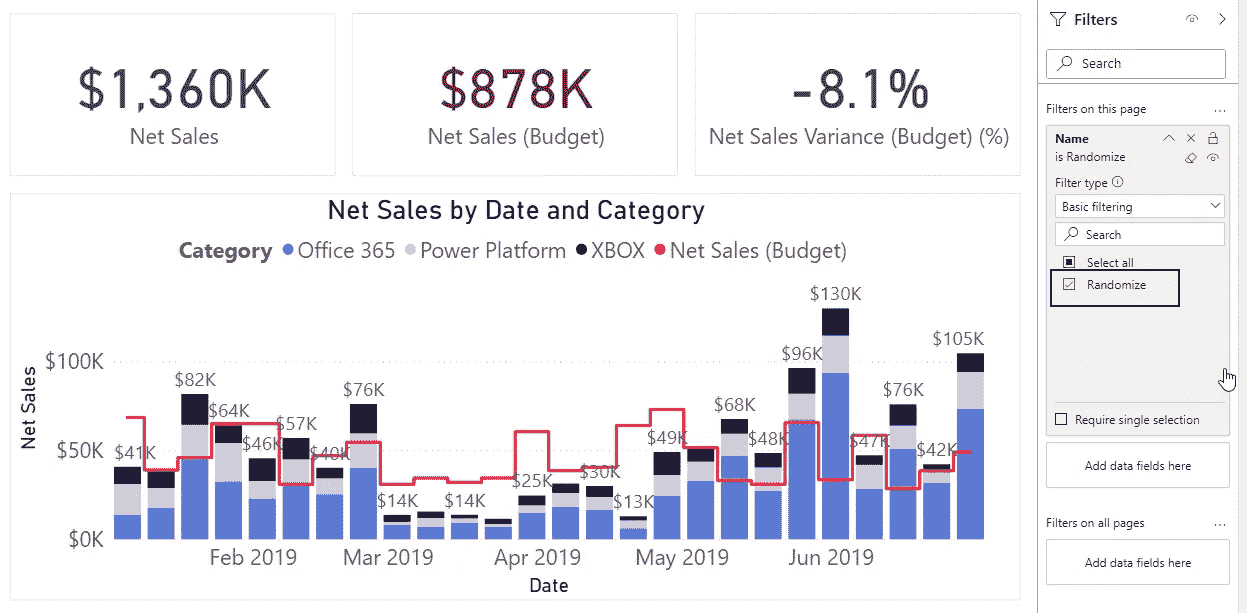 $1,360K
Net Sales
$878K
Net Sales (Budget)
-8.1%
Net Sales Variance (Budget) (%)
Net Sales by Date and Category
Category Office 365 Power Platform XBOX Net Sales (Budget)
Net Sales
$100K
$50K
$0K
$41K
$82K
$64K
$46K
$57K
$40K
$76K
$14K
$14K
$25K
$30K
$13K
$49K
$68K
$48K
$96K
$130K
$47K
$76K
$42K
$105K
Feb 2019 Mar 2019 Apr 2019 May 2019 Jun 2019
Date
Filters
Search
Filters on this page
Name
is Randomize
Filter type
Basic filtering
Search
Select all
Randomize
Require single selection
Add data fields here
Filters on all pages
Add data fields here